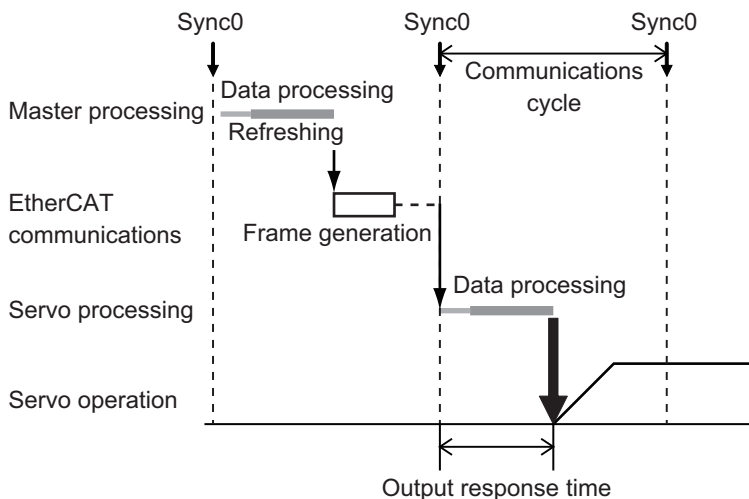 Sync0
Sync0
Sync0
Communications
cycle
Data processing
Master processing
Refreshing
EtherCAT
communications
Frame generation
Data processing
Servo processing
Servo operation
Output response time